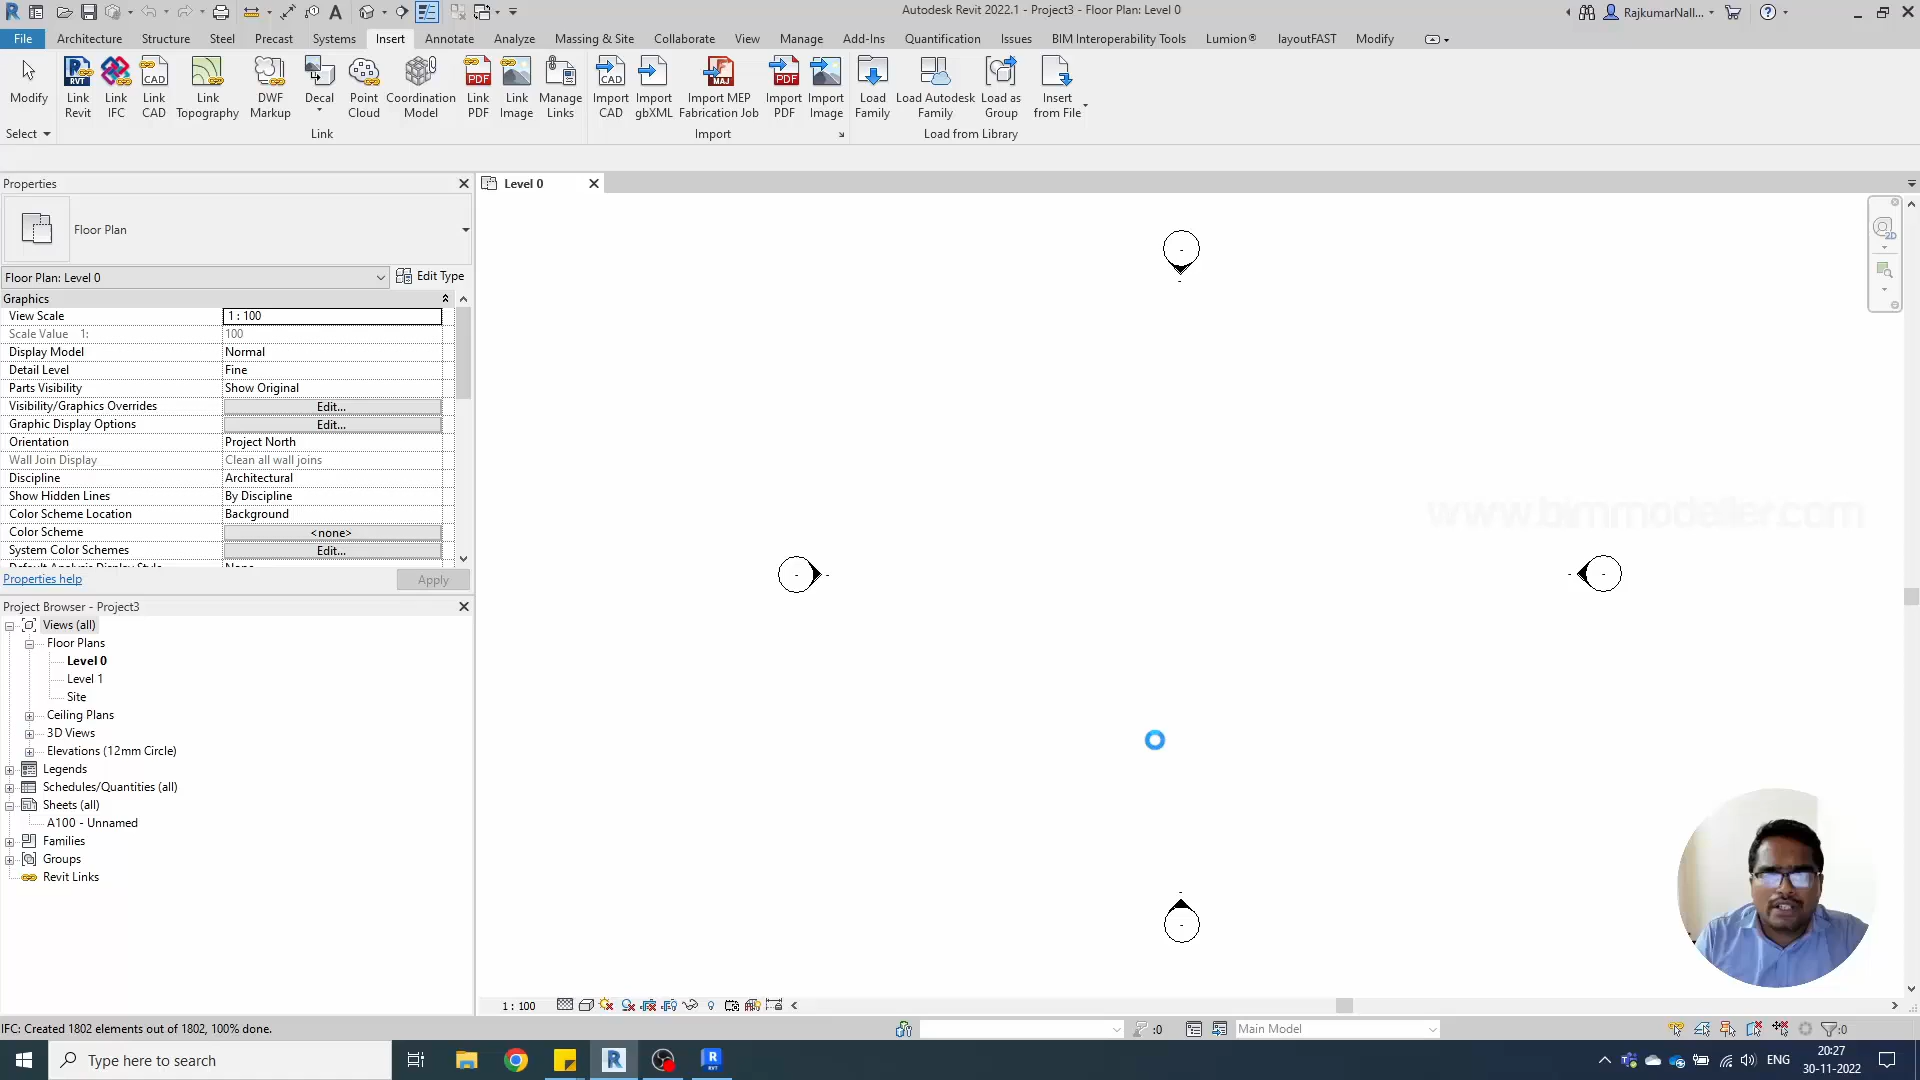 Autodesk Revit 2022.1 - Project3 - Floor Plan: Level 0
RajkumarNall...
File Architecture Structure Steel Precast Systems Insert Annotate Analyze Massing & Site Collaborate View Manage Add-Ins Quantification Issues BIM Interoperability Tools Lumion® layoutFAST Modify
Modify
Link Revit
Link IFC
Link CAD
Link Topography
DWF Markup
Decal
Point Cloud
Coordination Model
Link PDF
Link Image
Manage Links
Import CAD
Import gbXML
Import MEP Fabrication Job
Import PDF
Import Image
Load Family
Load Autodesk Family
Load as Group
Insert from File
Select
Link
Import
Load from Library
Properties
Level 0
Floor Plan
Floor Plan: Level 0
Edit Type
Graphics
View Scale 1 : 100
Scale Value 1: 100
Display Model Normal
Detail Level Fine
Parts Visibility Show Original
Visibility/Graphics Overrides Edit...
Graphic Display Options Edit...
Orientation Project North
Wall Join Display Clean all wall joins
Discipline Architectural
Show Hidden Lines By Discipline
Color Scheme Location Background
Color Scheme <none>
System Color Schemes Edit...
Properties help
Apply
www.bimmodeller.com
Project Browser - Project3
Views (all)
Floor Plans
Level 0
Level 1
Site
Ceiling Plans
3D Views
Elevations (12mm Circle)
Legends
Schedules/Quantities (all)
Sheets (all)
A100 - Unnamed
Families
Groups
Revit Links
1 : 100
IFC: Created 1802 elements out of 1802, 100% done.
:0
Main Model
:0
Type here to search
ENG
20:27
30-11-2022